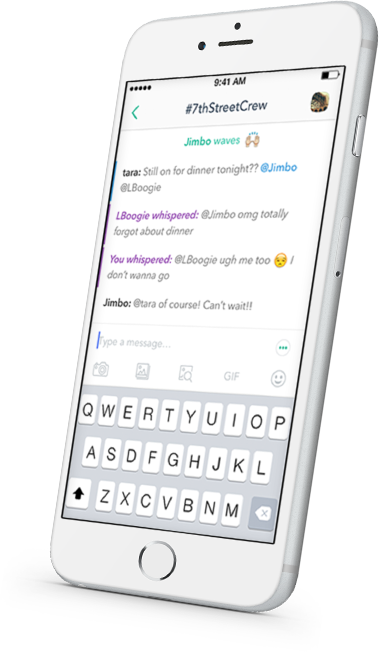 9:41 AM
#7thStreetCrew
Jimbo waves 🙌🏼
tara: Still on for dinner tonight?? @Jimbo
@LBoogie
LBoogie whispered: @Jimbo omg totally
forgot about dinner
You whispered: @LBoogie ugh me too 😒 I
don't wanna go
Jimbo: @tara of course! Can't wait!!
Type a message...
GIF
Q W E R T Y U I O P
A S D F G H J K L
Z X C V B N M